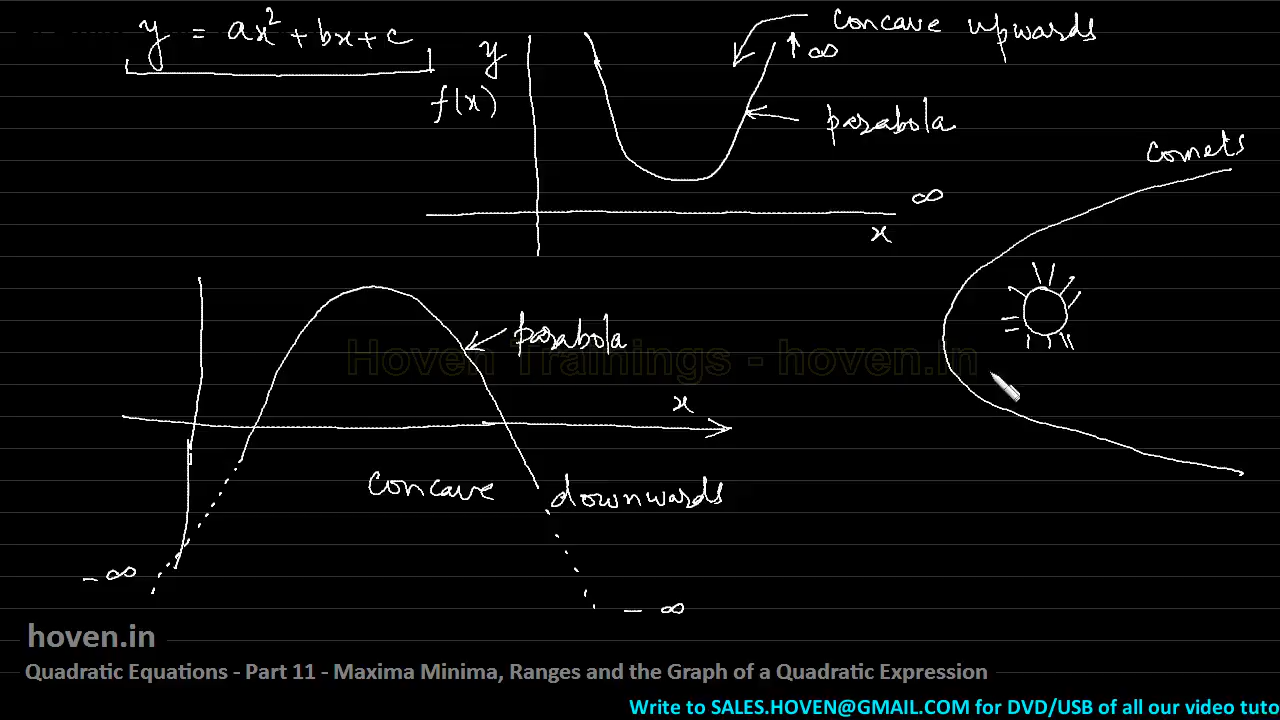 y = ax² + bx + c
y
f(x)
concave upwards
↑ ∞
parabola
comets
∞
x
parabola
Hoven Trainings - hoven.in
x
concave downwards
- ∞
- ∞
hoven.in
Quadratic Equations - Part 11 - Maxima Minima, Ranges and the Graph of a Quadratic Expression
Write to SALES.HOVEN@GMAIL.COM for DVD/USB of all our video tuto